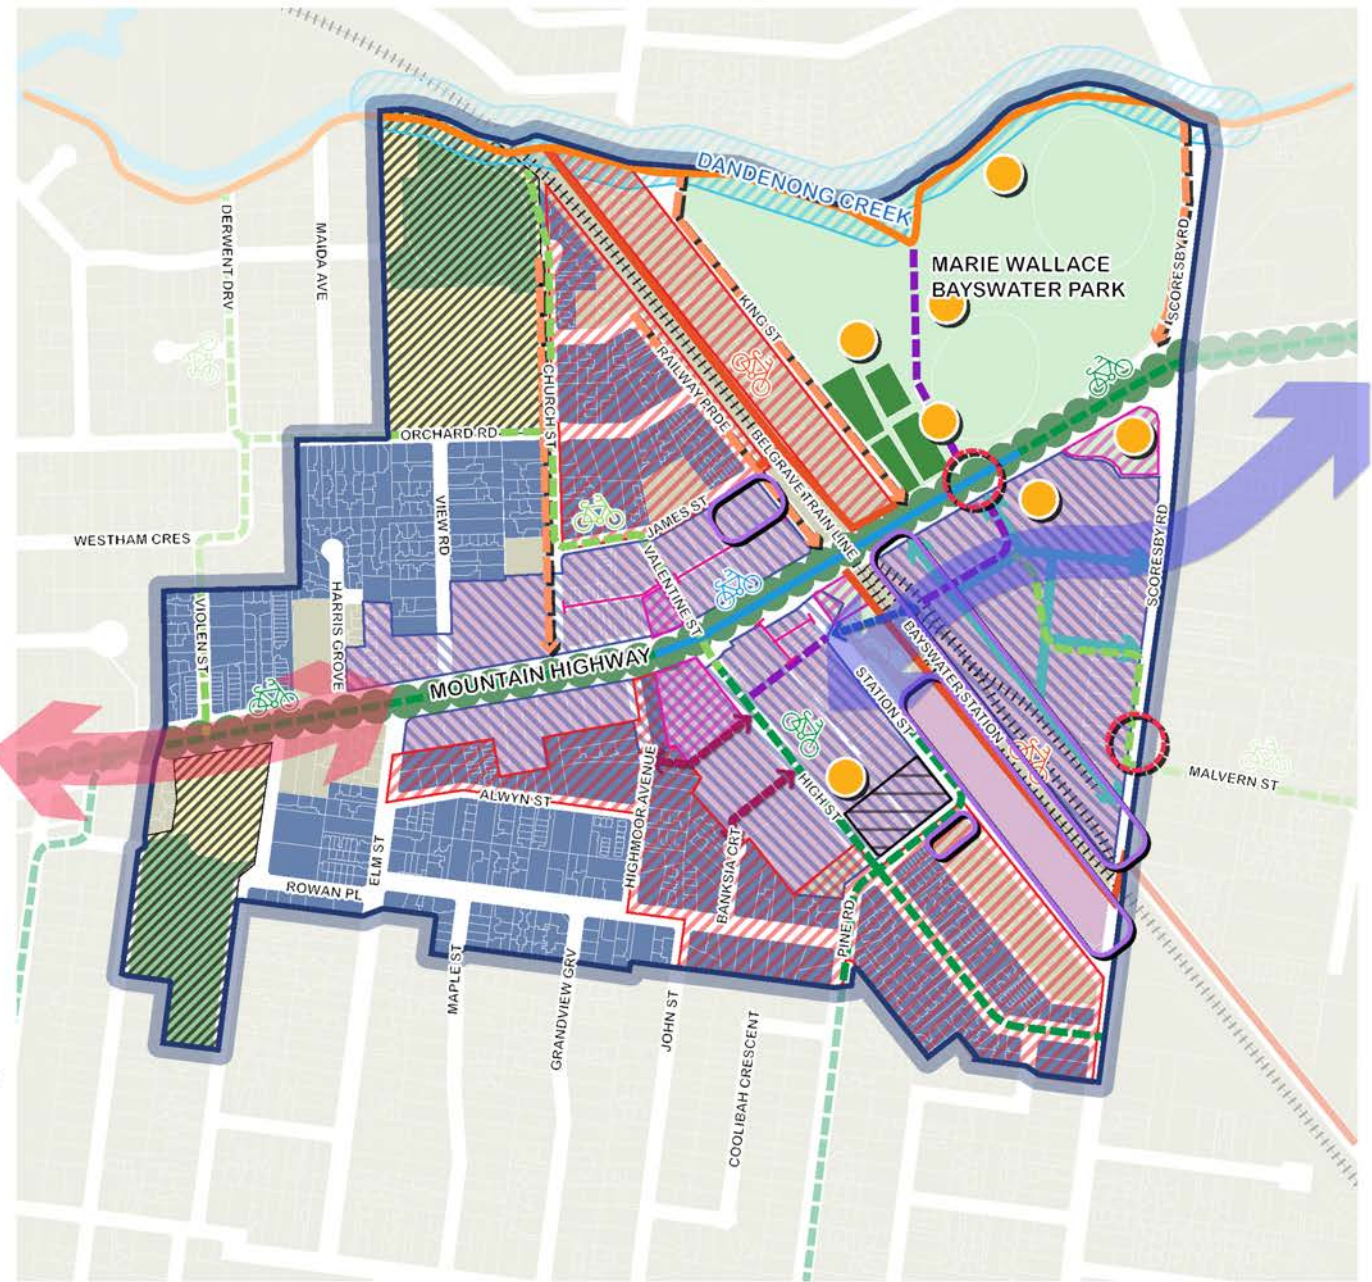 DANDENONG CREEK
DERWENT DRV
MAIDA AVE
SCORESBY RD
MARIE WALLACE
BAYSWATER PARK
KING ST
RAILWAY PRDE
CHURCH ST
ORCHARD RD
BELGRAVE TRAIN LINE
VIEW RD
JAMES ST
WESTHAM CRES
VALENTINE ST
SCORESBY RD
HARRIS GROVE
VIOLEN ST
MOUNTAIN HIGHWAY
BAYSWATER STATION
STATION ST
MALVERN ST
ALWYN ST
HIGHMOOR AVENUE
HIGH ST
ELM ST
BANKSIA CRT
ROWAN PL
PINE RD
MAPLE ST
GRANDVIEW GRV
JOHN ST
COOLIBAH CRESCENT